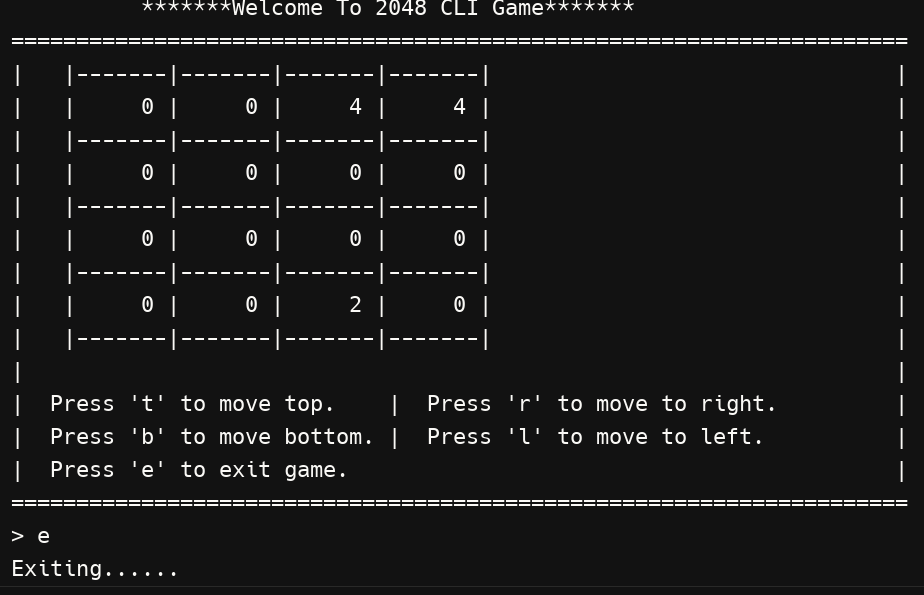 *******Welcome To 2048 CLI Game*******
=====================================================================
|   |-------|-------|-------|-------|                               |
|   |     0 |     0 |     4 |     4 |                               |
|   |-------|-------|-------|-------|                               |
|   |     0 |     0 |     0 |     0 |                               |
|   |-------|-------|-------|-------|                               |
|   |     0 |     0 |     0 |     0 |                               |
|   |-------|-------|-------|-------|                               |
|   |     0 |     0 |     2 |     0 |                               |
|   |-------|-------|-------|-------|                               |
|                                                                   |
|  Press 't' to move top.    |  Press 'r' to move to right.         |
|  Press 'b' to move bottom. |  Press 'l' to move to left.          |
|  Press 'e' to exit game.                                          |
=====================================================================
> e
Exiting......